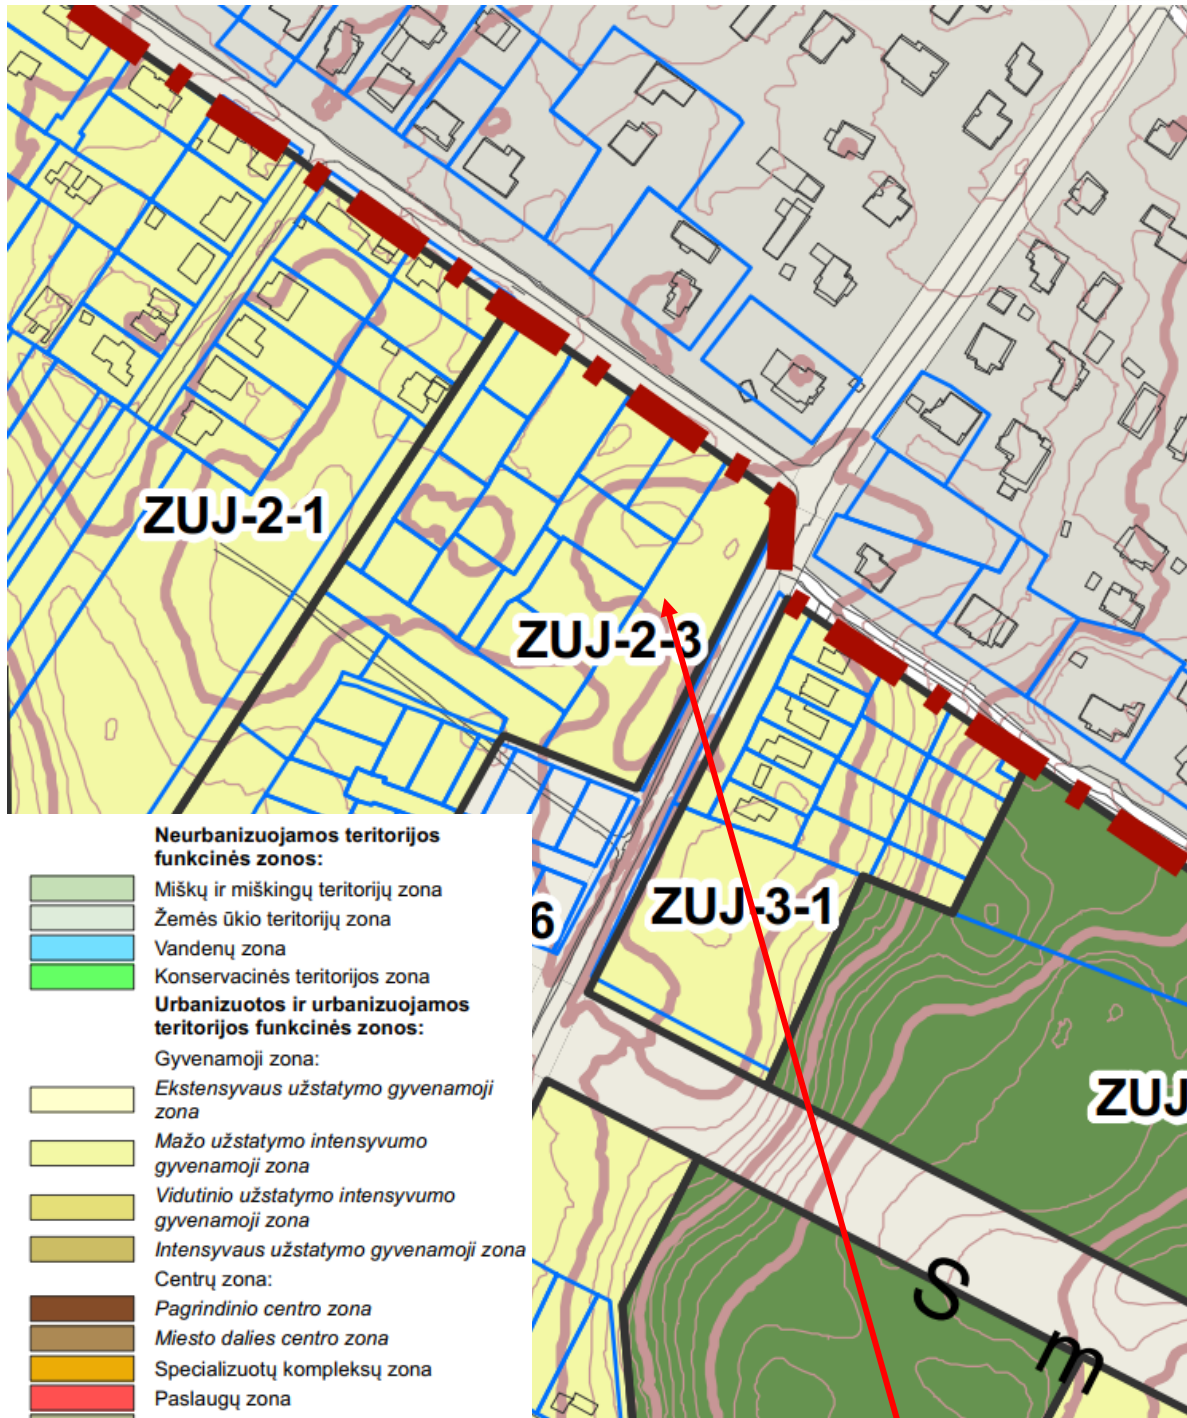 ZUJ-2-1
ZUJ-2-3
ZUJ-3-1
6
ZUJ
S
m
Neurbanizuojamos teritorijos
funkcinės zonos:
Miškų ir miškingų teritorijų zona
Žemės ūkio teritorijų zona
Vandenų zona
Konservacinės teritorijos zona
Urbanizuotos ir urbanizuojamos
teritorijos funkcinės zonos:
Gyvenamoji zona:
Ekstensyvaus užstatymo gyvenamoji
zona
Mažo užstatymo intensyvumo
gyvenamoji zona
Vidutinio užstatymo intensyvumo
gyvenamoji zona
Intensyvaus užstatymo gyvenamoji zona
Centrų zona:
Pagrindinio centro zona
Miesto dalies centro zona
Specializuotų kompleksų zona
Paslaugų zona